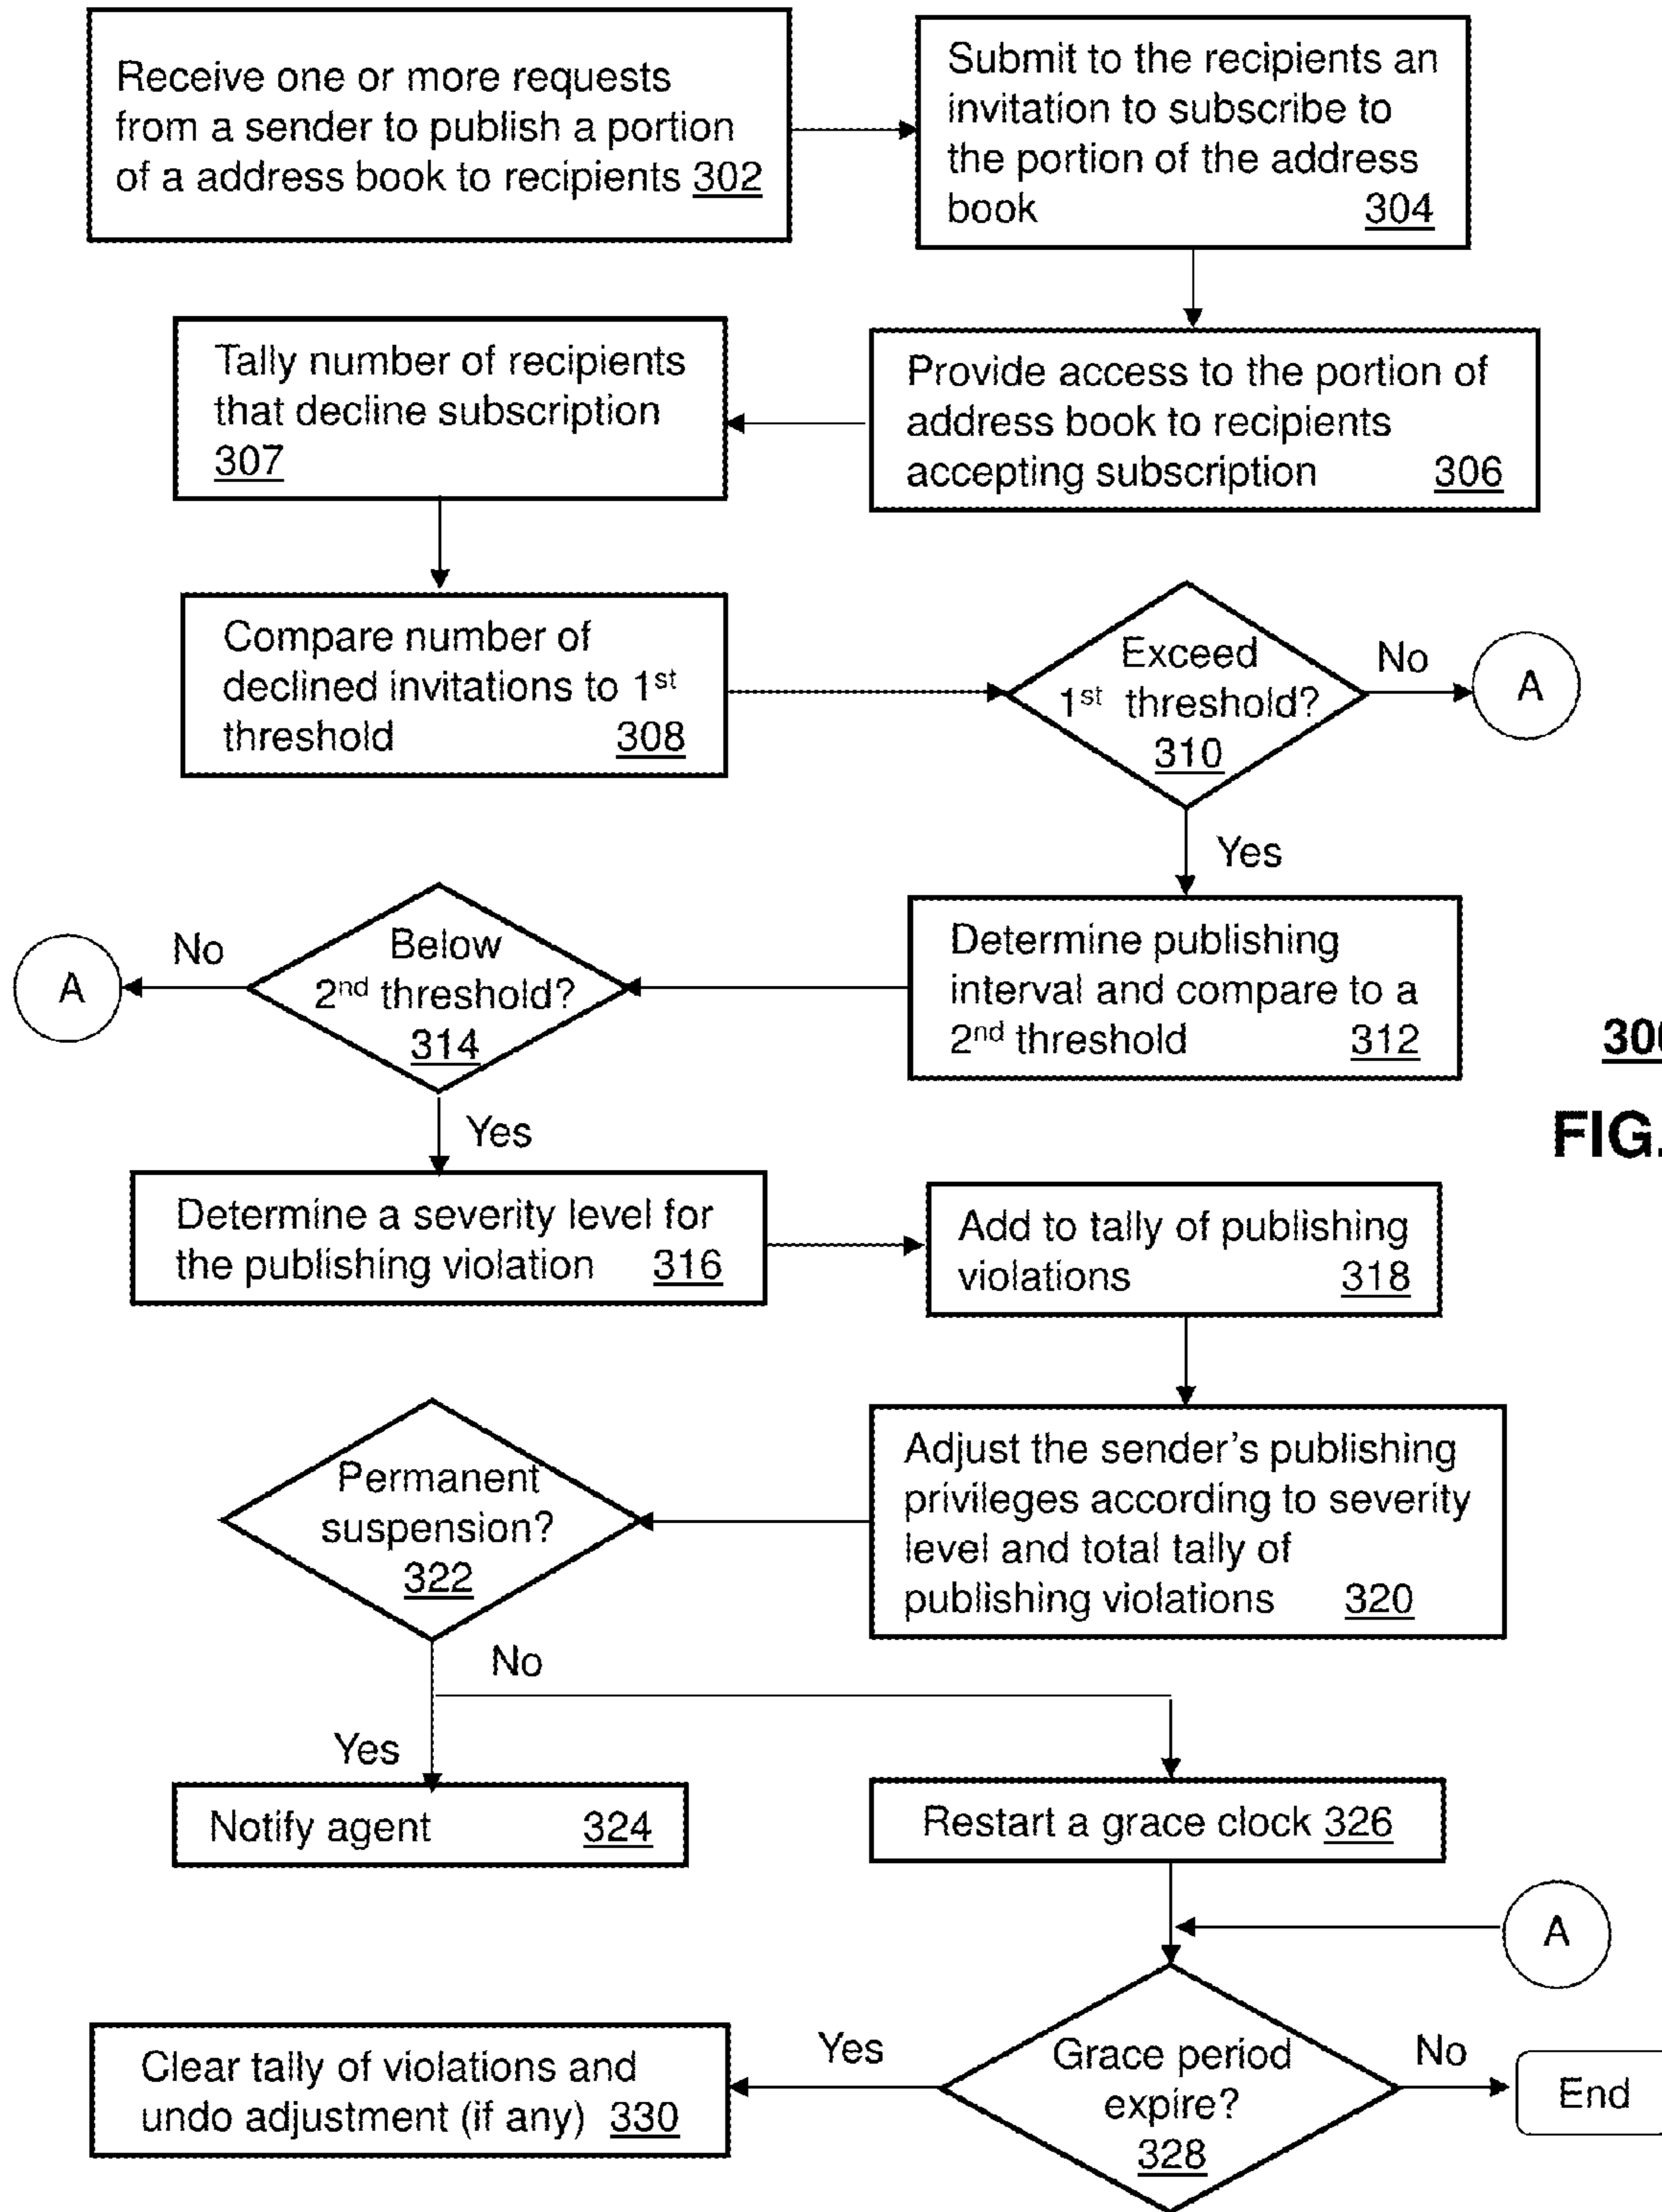 Receive one or more requests
from a sender to publish a portion
of a address book to recipients 302
Submit to the recipients an
invitation to subscribe to
the portion of the address
book 304
Provide access to the portion of
address book to recipients
accepting subscription 306
Tally number of recipients
that decline subscription
307
Compare number of
declined invitations to 1st
threshold 308
Exceed
1st threshold?
310
No
A
Yes
Determine publishing
interval and compare to a
2nd threshold 312
Below
2nd threshold?
314
No
A
Yes
300
FIG.
Determine a severity level for
the publishing violation 316
Add to tally of publishing
violations 318
Adjust the sender's publishing
privileges according to severity
level and total tally of
publishing violations 320
Permanent
suspension?
322
No
Yes
Notify agent 324
Restart a grace clock 326
A
Grace period
expire?
328
Yes
No
Clear tally of violations and
undo adjustment (if any) 330
End